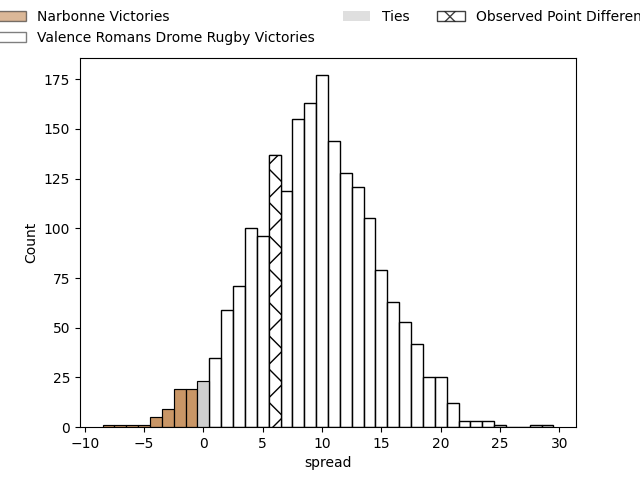 Narbonne Victories
Valence Romans Drome Rugby Victories
Ties
Observed Point Differen
Count
175
150
125
100
75
50
25
0
−10 −5 0 5 10 15 20 25 30
spread